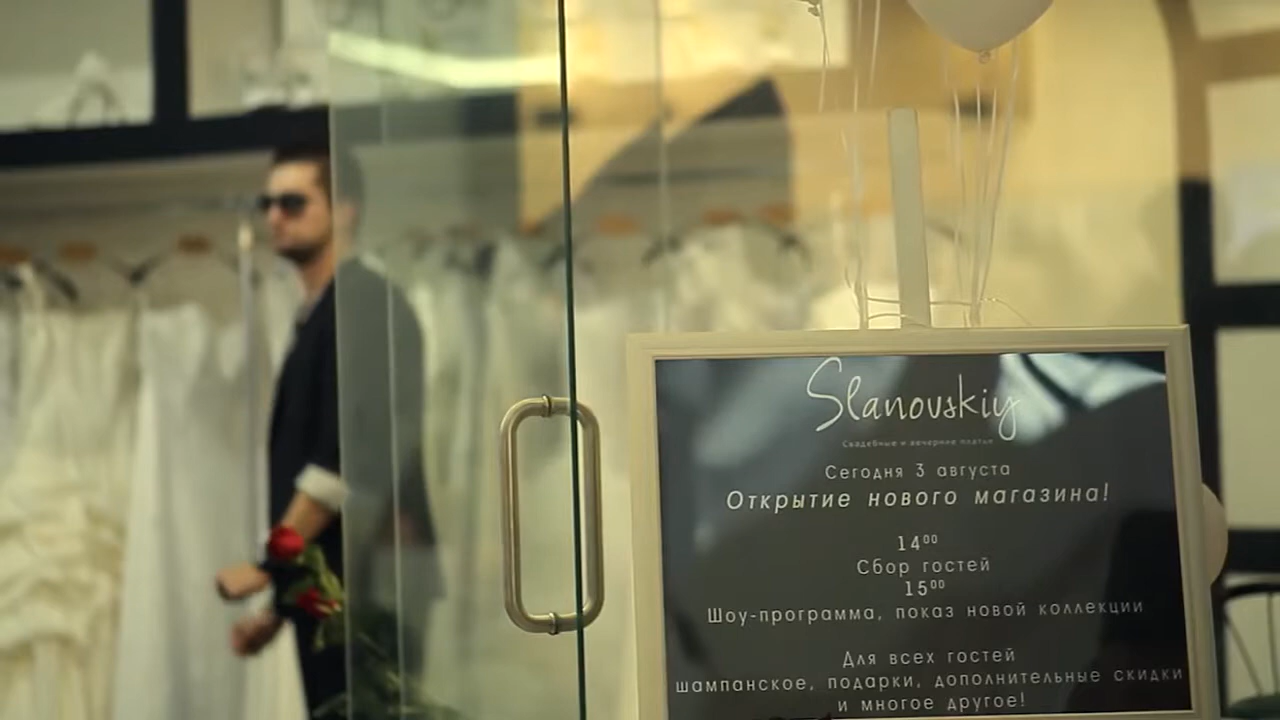 Slanovskiy
Свадебные и вечерние платья
Сегодня 3 августа
Открытие нового магазина!
14⁰⁰
Сбор гостей
15⁰⁰
Шоу-программа, показ новой коллекции
Для всех гостей
шампанское, подарки, дополнительные скидки
и многое другое!